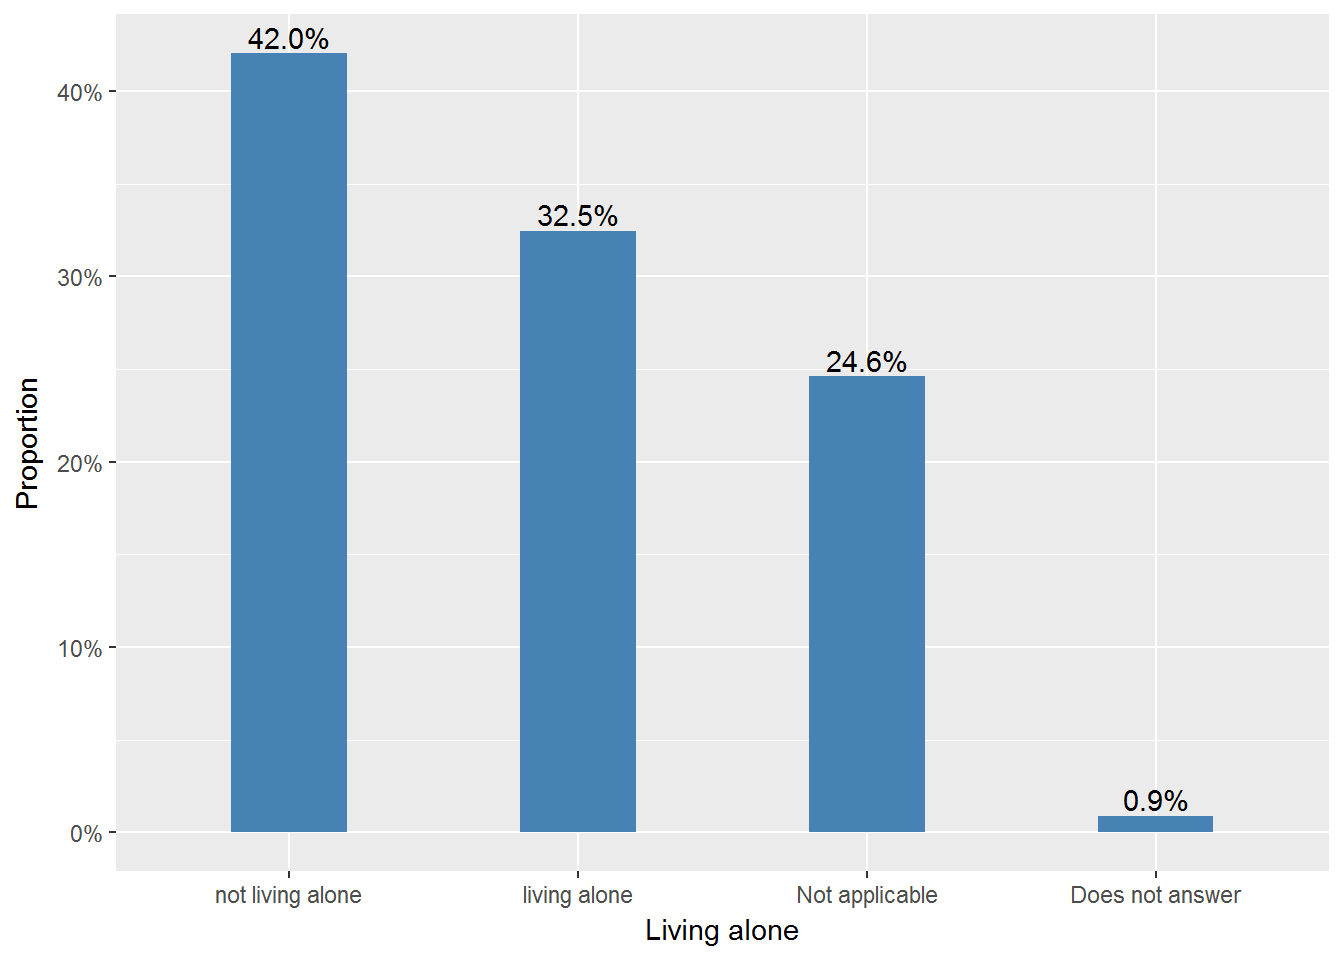 42.0%
32.5%
24.6%
0.9%
40%
30%
20%
10%
0%
Proportion
not living alone
living alone
Not applicable
Does not answer
Living alone